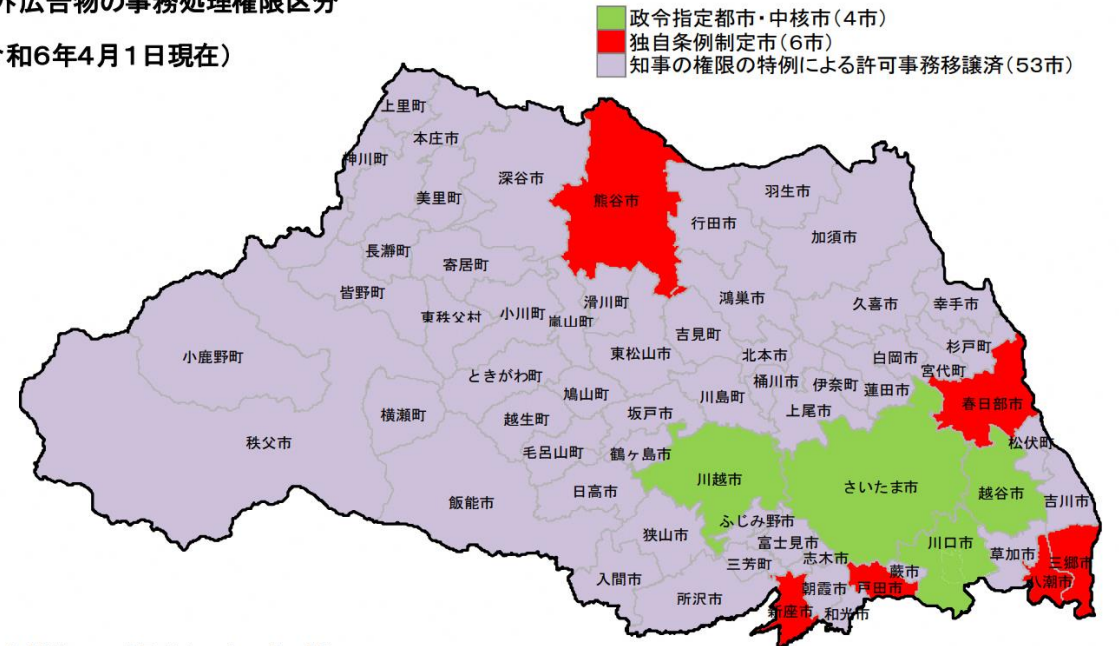 外広告物の事務処理権限区分
和6年4月1日現在）
政令指定都市・中核市（4市）
独自条例制定市（6市）
知事の権限の特例による許可事務移譲済（53市）
上里町
本庄市
神川町
深谷市
美里町
熊谷市
羽生市
行田市
加須市
長瀞町
寄居町
皆野町
東秩父村
小川町
嵐山町
滑川町
鴻巣市
久喜市
幸手市
吉見町
小鹿野町
東松山市
北本市
白岡市
杉戸町
宮代町
ときがわ町
鳩山町
桶川市
伊奈町
蓮田市
川島町
春日部市
横瀬町
越生町
坂戸市
上尾市
秩父市
毛呂山町
鶴ヶ島市
松伏町
川越市
さいたま市
越谷市
飯能市
日高市
吉川市
ふじみ野市
狭山市
富士見市
川口市
三芳町
志木市
草加市
三郷市
入間市
蕨市
八潮市
所沢市
朝霞市
戸田市
新座市
和光市